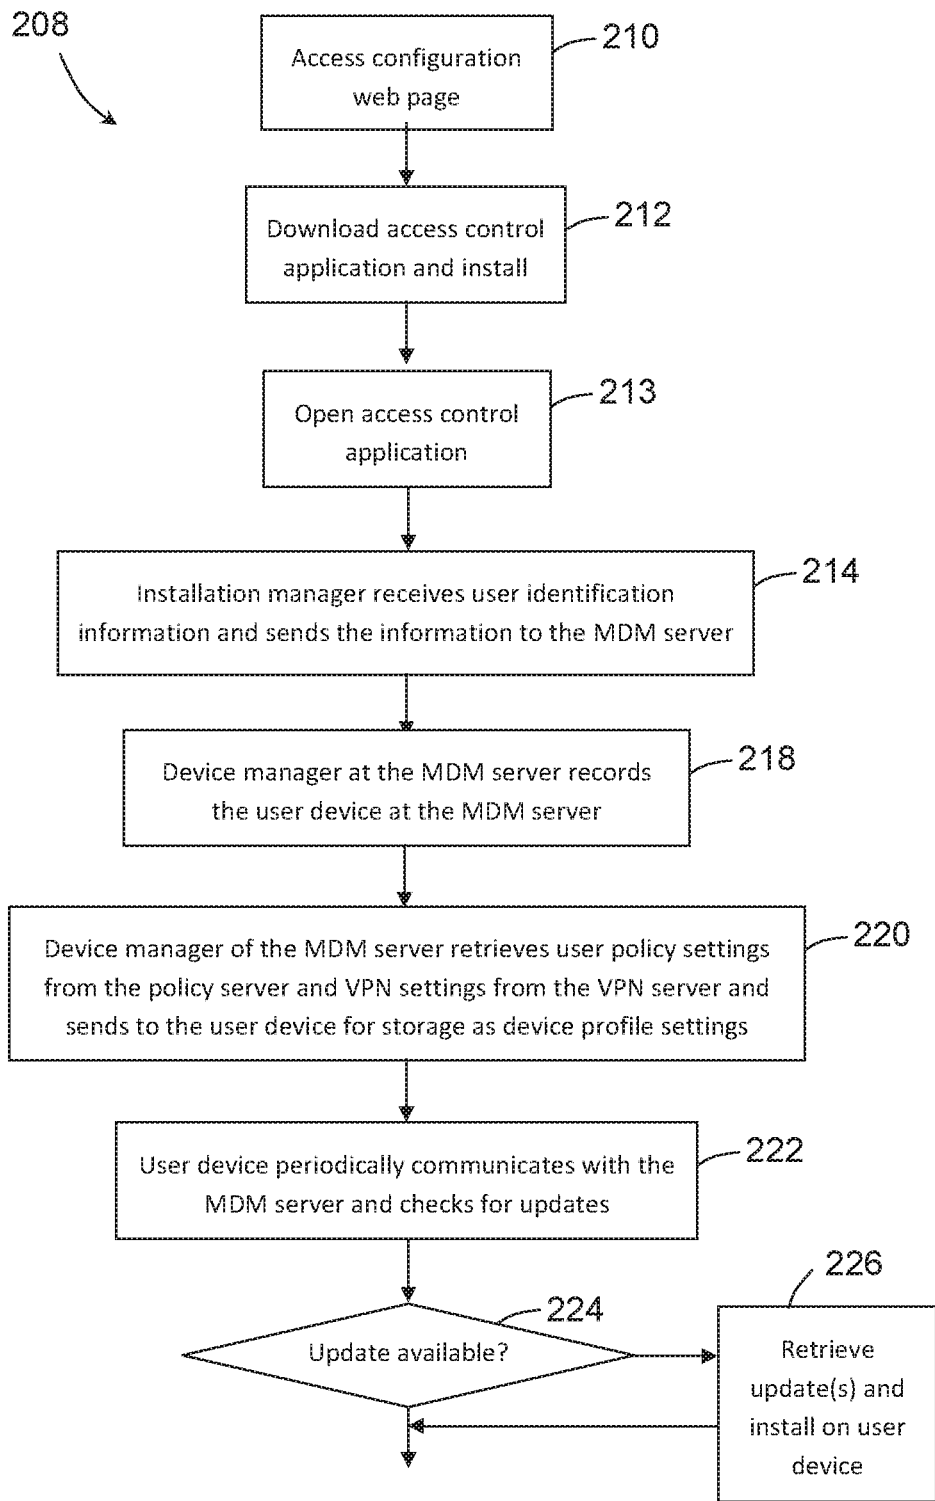 208
210
Access configuration
web page
212
Download access control
application and install
213
Open access control
application
214
Installation manager receives user identification
information and sends the information to the MDM server
218
Device manager at the MDM server records
the user device at the MDM server
220
Device manager of the MDM server retrieves user policy settings
from the policy server and VPN settings from the VPN server and
sends to the user device for storage as device profile settings
222
User device periodically communicates with the
MDM server and checks for updates
224
Update available?
226
Retrieve
update(s) and
install on user
device